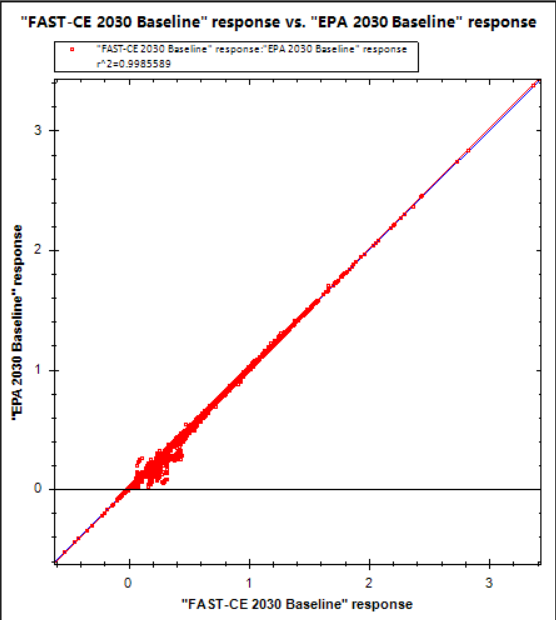 "FAST-CE 2030 Baseline" response vs. "EPA 2030 Baseline" response
"FAST-CE 2030 Baseline" response:"EPA 2030 Baseline" response
r^2=0.9985589
3
2
1
0
"EPA 2030 Baseline" response
0 1 2 3
"FAST-CE 2030 Baseline" response